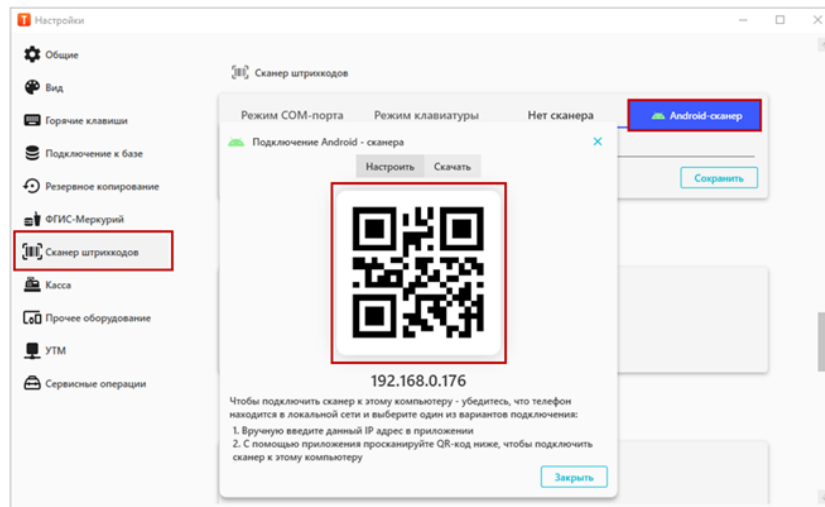 Настройки
Общие
Вид
Горячие клавиши
Подключение к базе
Резервное копирование
ФГИС-Меркурий
Сканер штрихкодов
Касса
Прочее оборудование
УТМ
Сервисные операции
Сканер штрихкодов
Режим COM-порта
Режим клавиатуры
Нет сканера
Android-сканер
Сохранить
Подключение Android - сканера
Настроить
Скачать
192.168.0.176
Чтобы подключить сканер к этому компьютеру - убедитесь, что телефон
находится в локальной сети и выберите один из вариантов подключения:
1. Вручную введите данный IP адрес в приложении
2. С помощью приложения просканируйте QR-код ниже, чтобы подключить
сканер к этому компьютеру
Закрыть